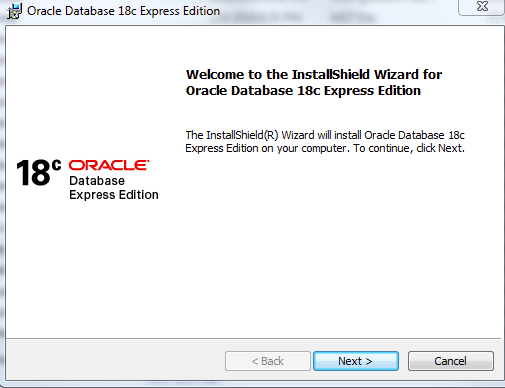 Oracle Database 18c Express Edition
Welcome to the InstallShield Wizard for
Oracle Database 18c Express Edition
The InstallShield(R) Wizard will install Oracle Database 18c
Express Edition on your computer. To continue, click Next.
18c ORACLE®
Database
Express Edition
< Back Next > Cancel